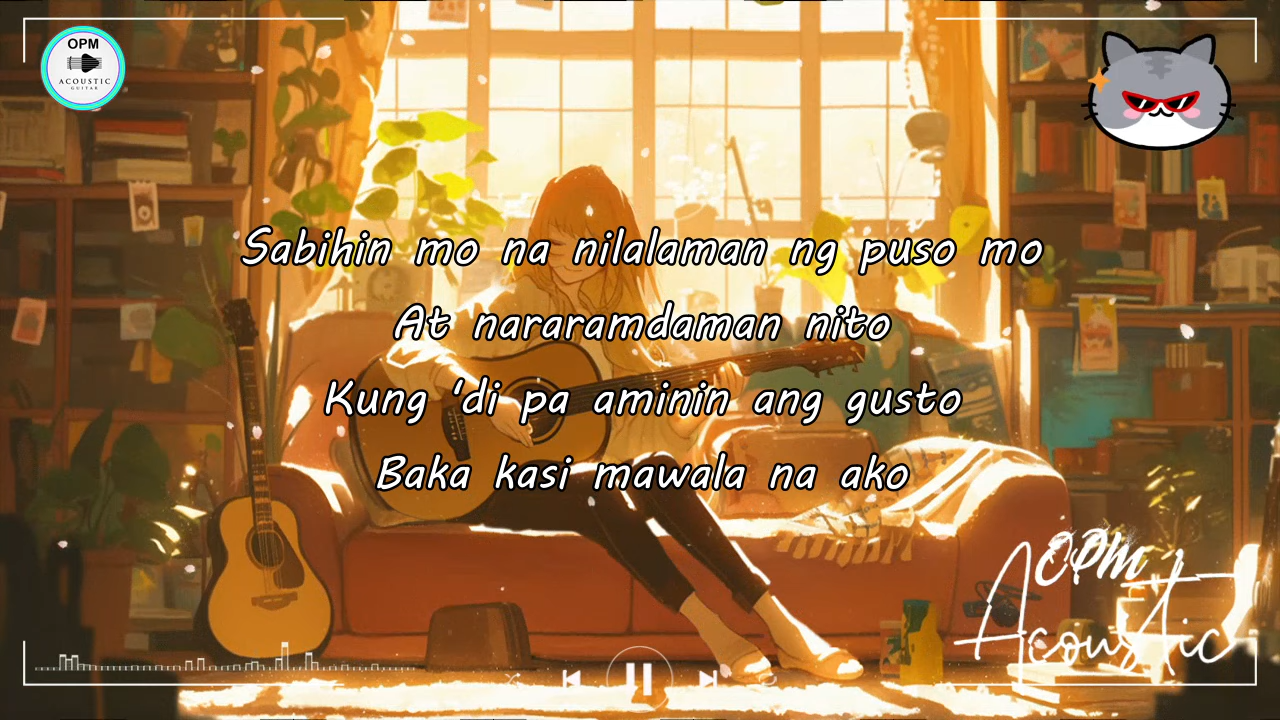 OPM
ACOUSTIC
GUITAR
Sabihin mo na nilalaman ng puso mo
At nararamdaman nito
Kung ‘di pa aminin ang gusto
Baka kasi mawala na ako
OPM
Acoustic